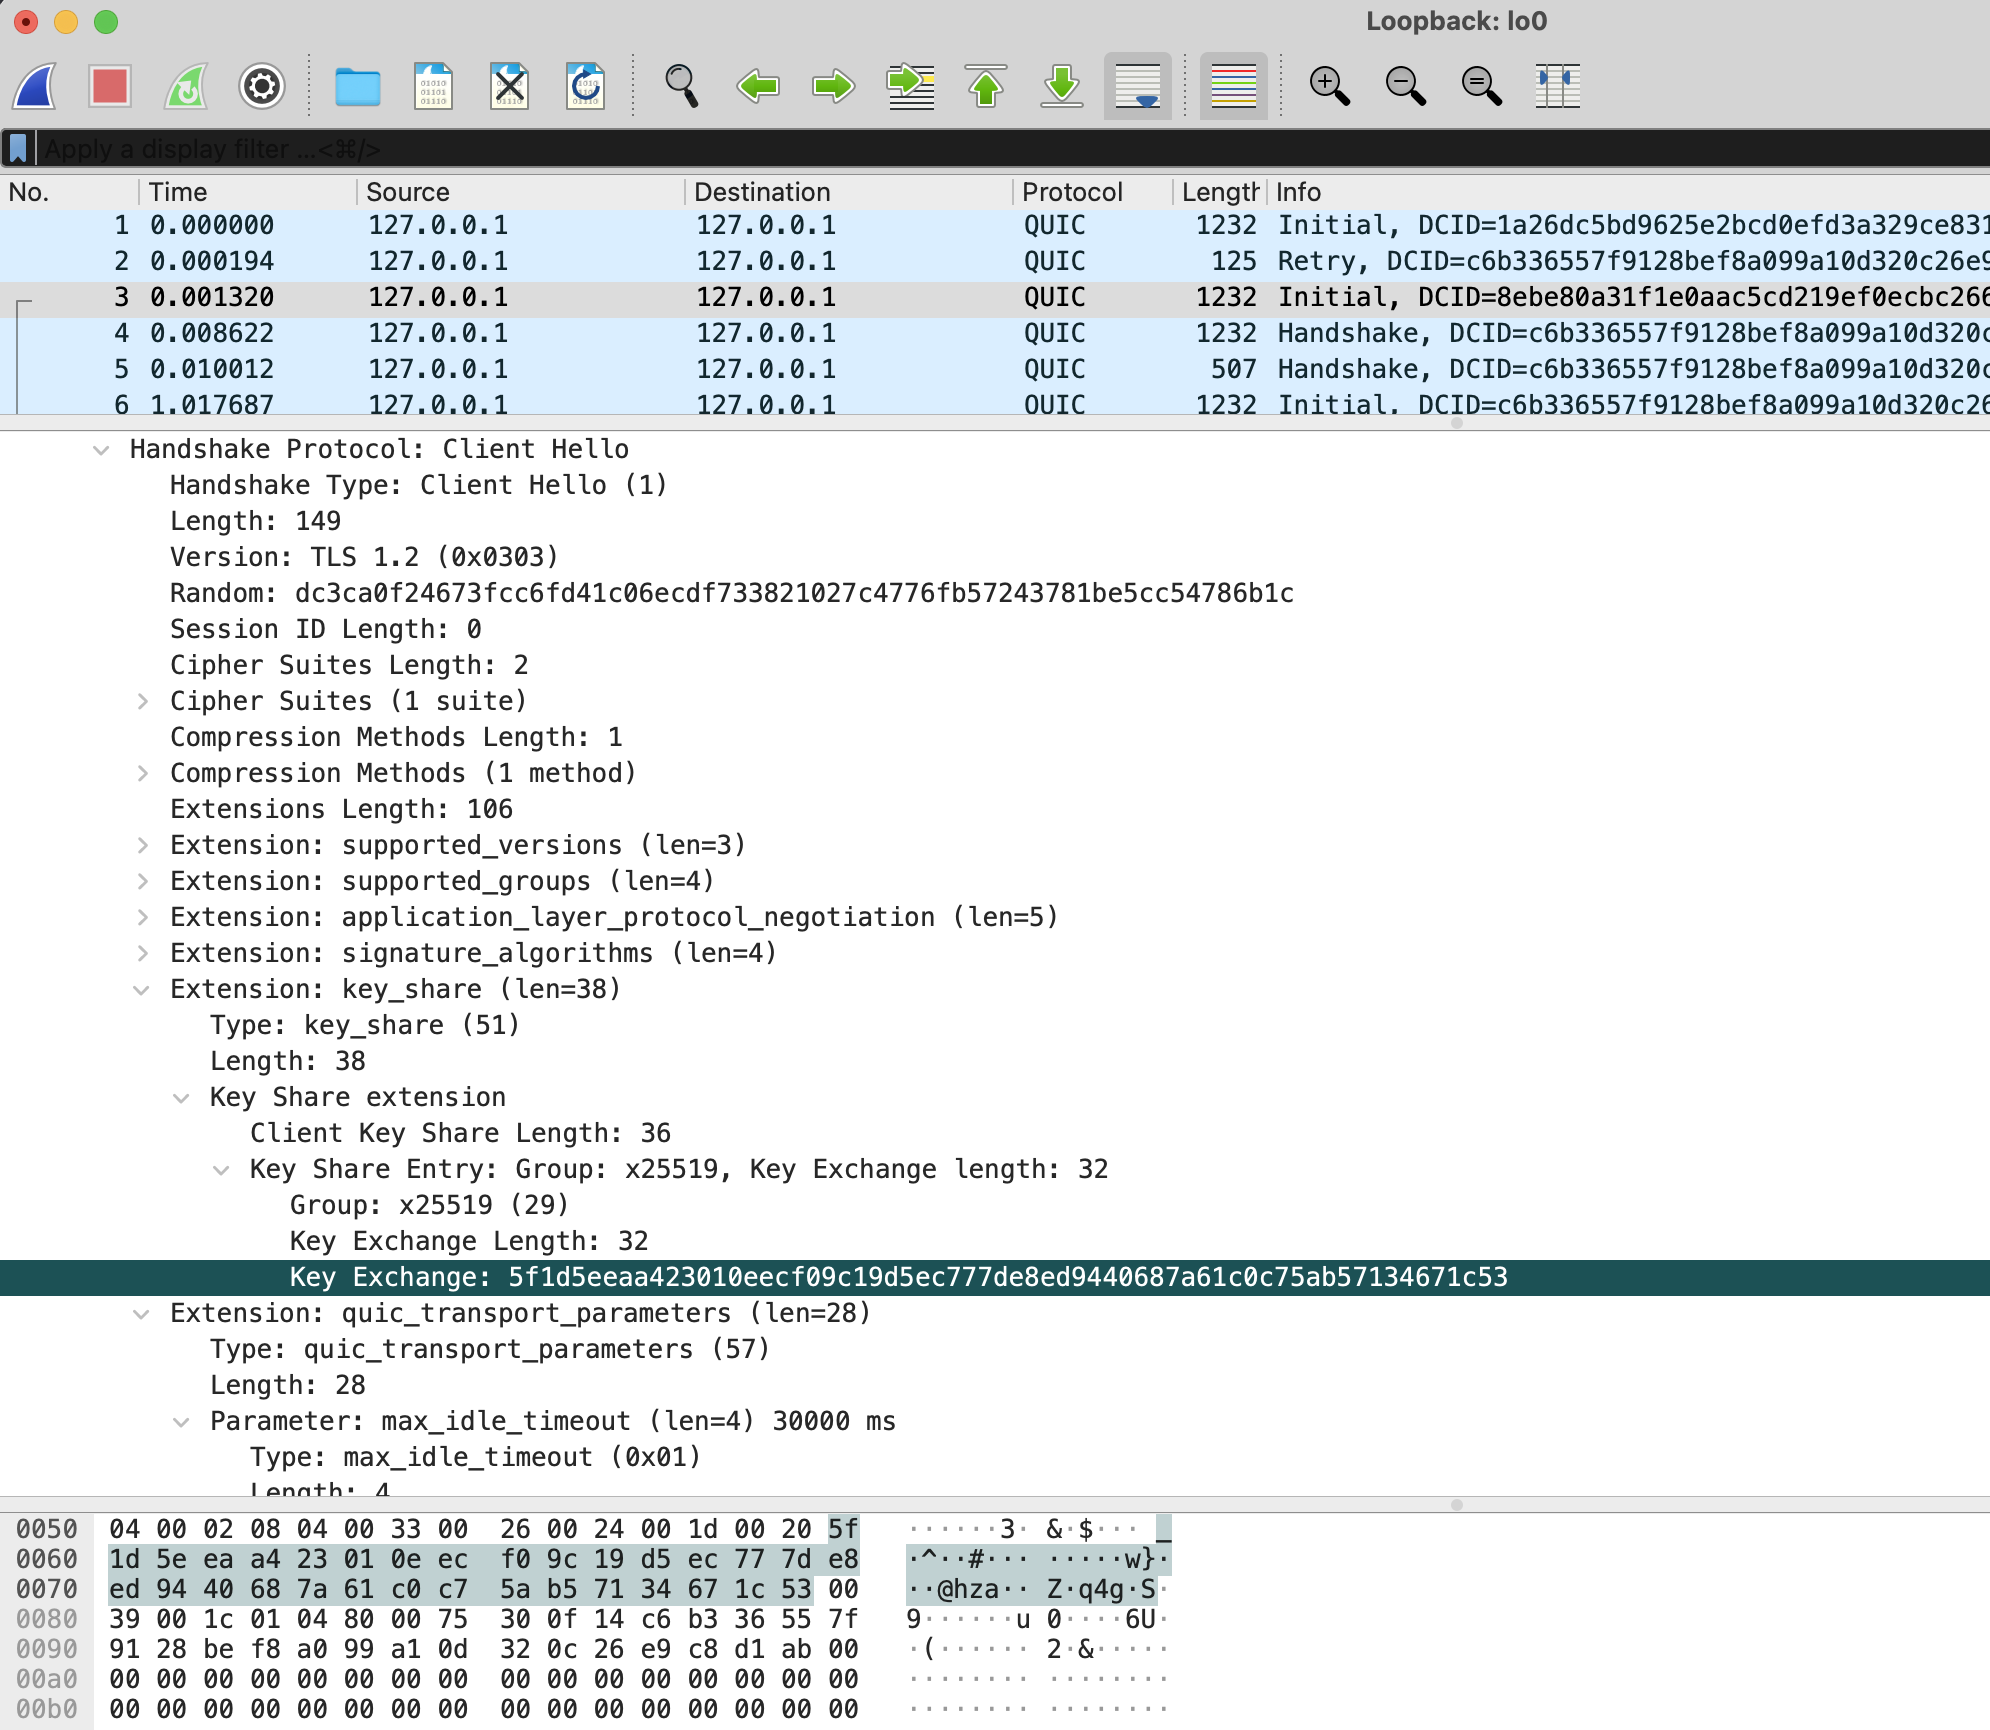 Loopback: lo0
Apply a display filter ...<⌘/>
No. Time Source Destination Protocol Length Info
1 0.000000 127.0.0.1 127.0.0.1 QUIC 1232 Initial, DCID=1a26dc5bd9625e2bcd0efd3a329ce831
2 0.000194 127.0.0.1 127.0.0.1 QUIC 125 Retry, DCID=c6b336557f9128bef8a099a10d320c26e9
3 0.001320 127.0.0.1 127.0.0.1 QUIC 1232 Initial, DCID=8ebe80a31f1e0aac5cd219ef0ecbc266
4 0.008622 127.0.0.1 127.0.0.1 QUIC 1232 Handshake, DCID=c6b336557f9128bef8a099a10d320c
5 0.010012 127.0.0.1 127.0.0.1 QUIC 507 Handshake, DCID=c6b336557f9128bef8a099a10d320c
6 1.017687 127.0.0.1 127.0.0.1 QUIC 1232 Initial, DCID=c6b336557f9128bef8a099a10d320c26
Handshake Protocol: Client Hello
Handshake Type: Client Hello (1)
Length: 149
Version: TLS 1.2 (0x0303)
Random: dc3ca0f24673fcc6fd41c06ecdf733821027c4776fb57243781be5cc54786b1c
Session ID Length: 0
Cipher Suites Length: 2
Cipher Suites (1 suite)
Compression Methods Length: 1
Compression Methods (1 method)
Extensions Length: 106
Extension: supported_versions (len=3)
Extension: supported_groups (len=4)
Extension: application_layer_protocol_negotiation (len=5)
Extension: signature_algorithms (len=4)
Extension: key_share (len=38)
Type: key_share (51)
Length: 38
Key Share extension
Client Key Share Length: 36
Key Share Entry: Group: x25519, Key Exchange length: 32
Group: x25519 (29)
Key Exchange Length: 32
Key Exchange: 5f1d5eeaa423010eecf09c19d5ec777de8ed9440687a61c0c75ab57134671c53
Extension: quic_transport_parameters (len=28)
Type: quic_transport_parameters (57)
Length: 28
Parameter: max_idle_timeout (len=4) 30000 ms
Type: max_idle_timeout (0x01)
Length: 4
0050 04 00 02 08 04 00 33 00 26 00 24 00 1d 00 20 5f ······3· &·$··· _
0060 1d 5e ea a4 23 01 0e ec f0 9c 19 d5 ec 77 7d e8 ·^··#··· ·····w}·
0070 ed 94 40 68 7a 61 c0 c7 5a b5 71 34 67 1c 53 00 ··@hza·· Z·q4g·S·
0080 39 00 1c 01 04 80 00 75 30 0f 14 c6 b3 36 55 7f 9······u 0····6U·
0090 91 28 be f8 a0 99 a1 0d 32 0c 26 e9 c8 d1 ab 00 ·(······ 2·&·····
00a0 00 00 00 00 00 00 00 00 00 00 00 00 00 00 00 00 ········ ········
00b0 00 00 00 00 00 00 00 00 00 00 00 00 00 00 00 00 ········ ········